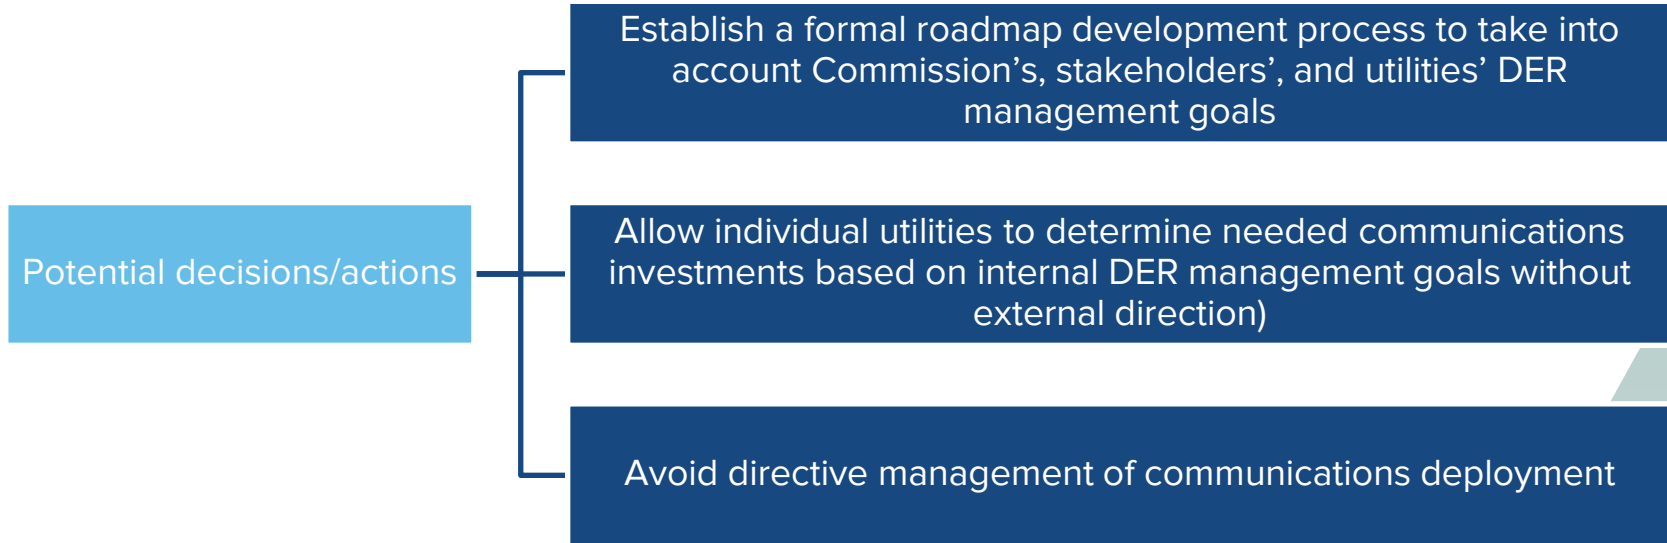 Establish a formal roadmap development process to take into
account Commission’s, stakeholders’, and utilities’ DER
management goals
Potential decisions/actions
Allow individual utilities to determine needed communications
investments based on internal DER management goals without
external direction)
Avoid directive management of communications deployment